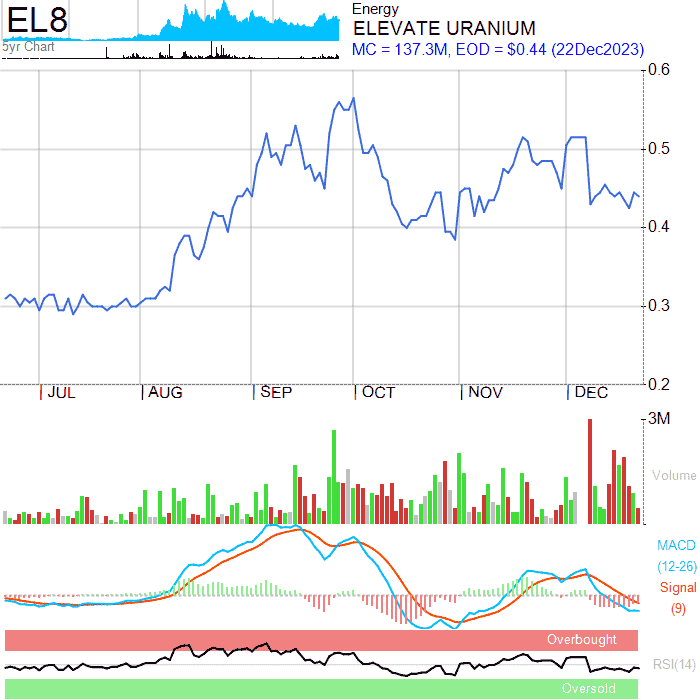 EL8
5yr Chart
Energy
ELEVATE URANIUM
MC = 137.3M, EOD = $0.44 (22Dec2023)
0.6
0.5
0.4
0.3
0.2
JUL AUG SEP OCT NOV DEC
3M
Volume
MACD
(12-26)
Signal
(9)
Overbought
RSI(14)
Oversold